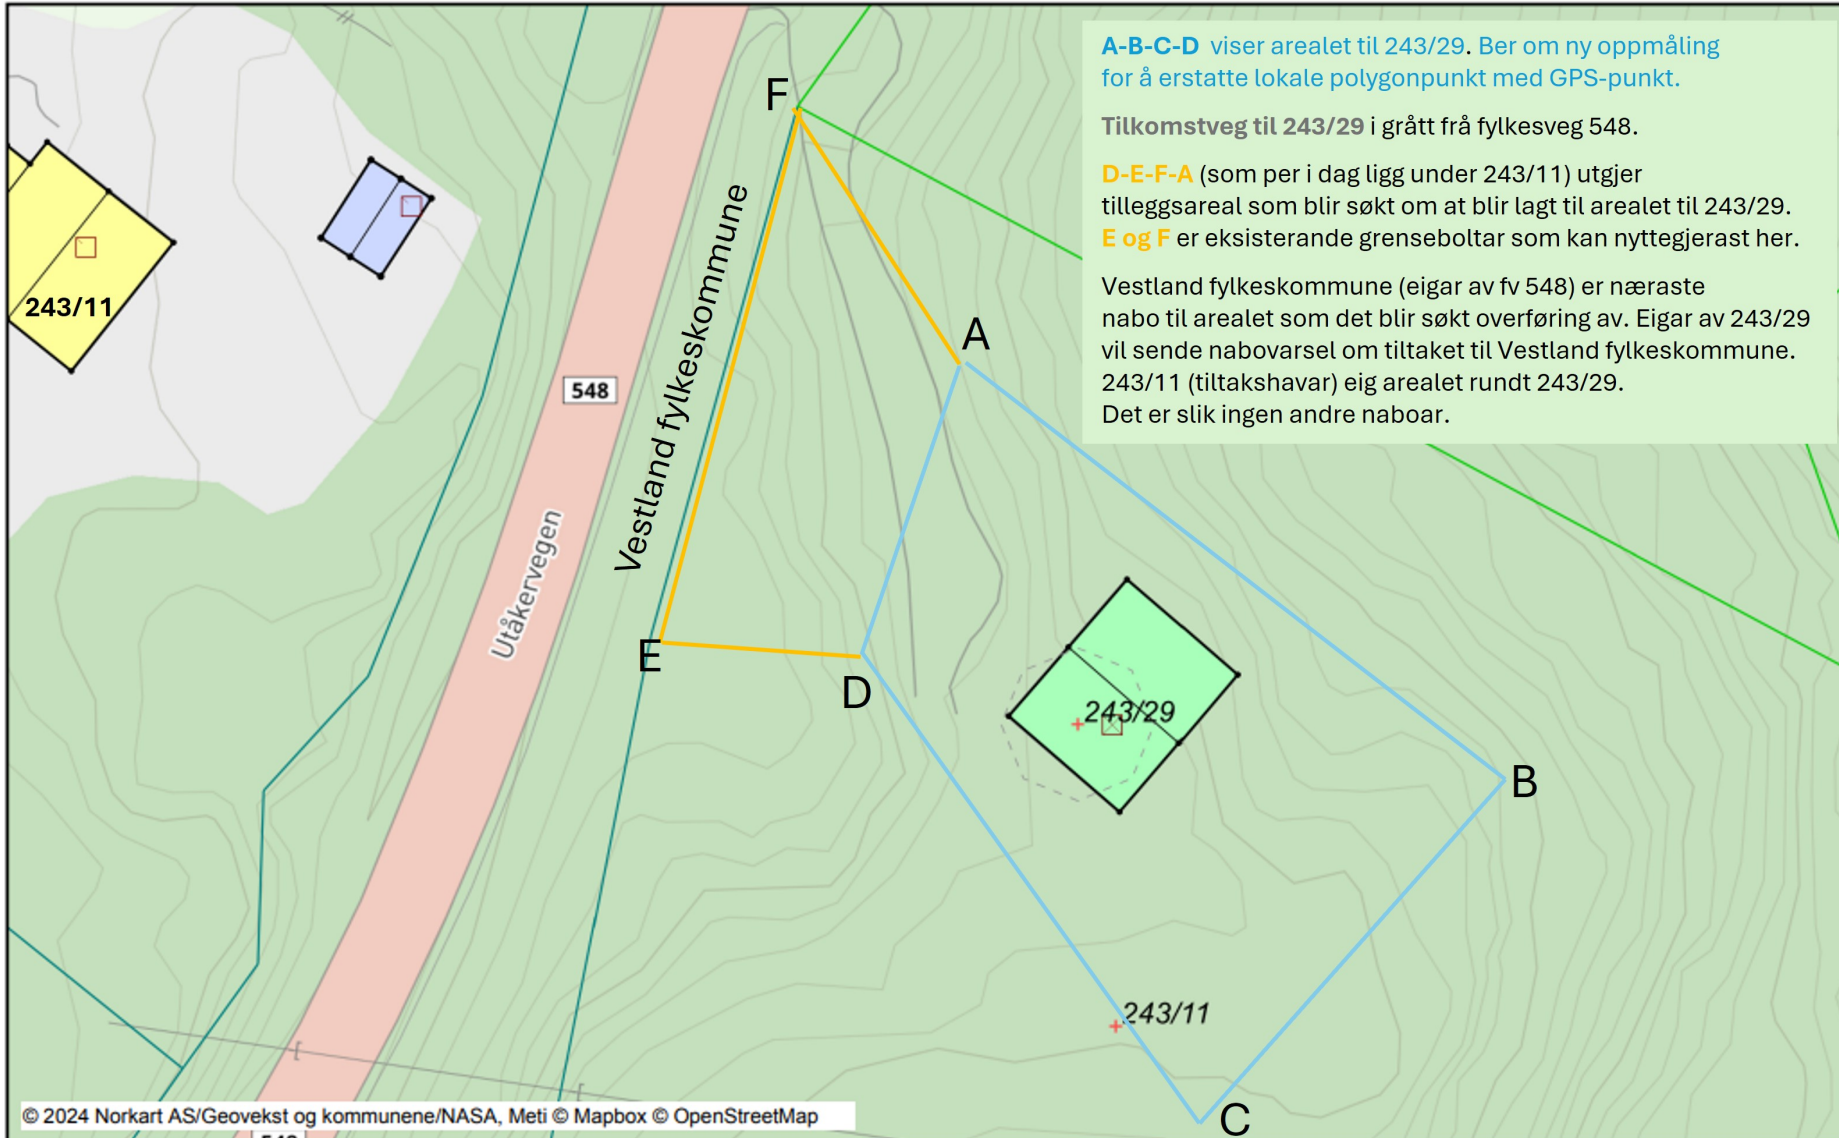 A-B-C-D viser arealet til 243/29. Ber om ny oppmåling
for å erstatte lokale polygonpunkt med GPS-punkt.
Tilkomstveg til 243/29 i grått frå fylkesveg 548.
D-E-F-A (som per i dag ligg under 243/11) utgjer
tilleggsareal som blir søkt om at blir lagt til arealet til 243/29.
E og F er eksisterande grenseboltar som kan nyttegjerast her.
Vestland fylkeskommune (eigar av fv 548) er næraste
nabo til arealet som det blir søkt overføring av. Eigar av 243/29
vil sende nabovarsel om tiltaket til Vestland fylkeskommune.
243/11 (tiltakshavar) eig arealet rundt 243/29.
Det er slik ingen andre naboar.
F
243/11
A
548
Vestland fylkeskommune
Utåkervegen
E
D
243/29
B
243/11
C
© 2024 Norkart AS/Geovekst og kommunene/NASA, Meti © Mapbox © OpenStreetMap